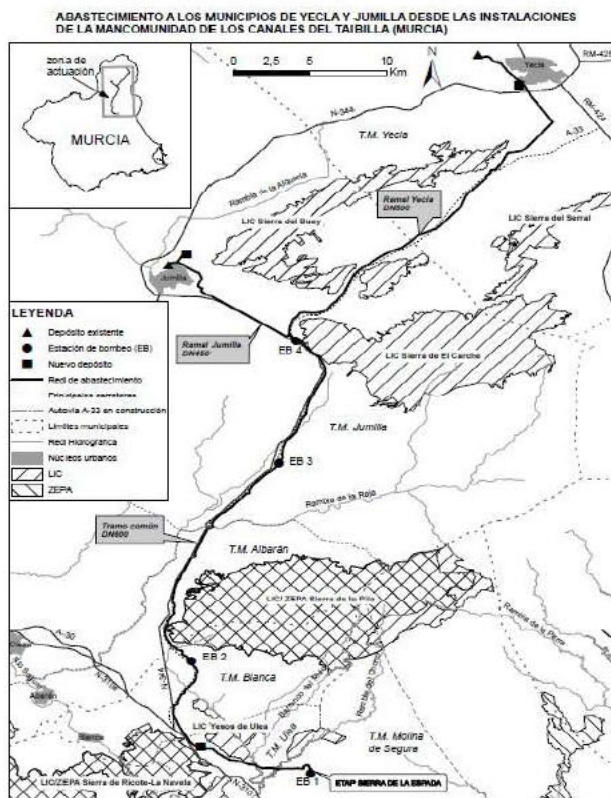 ABASTECIMIENTO A LOS MUNICIPIOS DE YECLA Y JUMILLA DESDE LAS INSTALACIONES
DE LA MANCOMUNIDAD DE LOS CANALES DEL TAIBILLA (MURCIA)
zona de
actuación
MURCIA
0 2,5 5 10
Km
N
Yecla
RM-425
RM-424
N-344
T.M. Yecla
A-33
Rambla de la Alquería
Ramal Yecla
DN500
LIC Sierra del Buey
LIC Sierra del Serral
Jumilla
LEYENDA
Depósito existente
Estación de bombeo (EB)
Nuevo depósito
Red de abastecimiento
Principales carreteras
Autovía A-33 en construcción
Límites municipales
Red Hidrográfica
Núcleos urbanos
LIC
ZEPA
Ramal Jumilla
DN450
EB 4
LIC Sierra de El Carche
T.M. Jumilla
EB 3
Rambla de la Raja
Tramo común
DN600
T.M. Abarán
LIC/ZEPA Sierra de la Pila
A-30
EB 2
T.M. Blanca
N-344
Abarán
Blanca
LIC Yesos de Ulea
T.M. Ulea
T.M. Molina
de Segura
LIC/ZEPA Sierra de Ricote-La Navela
EB 1
ETAP SIERRA DE LA ESPADA